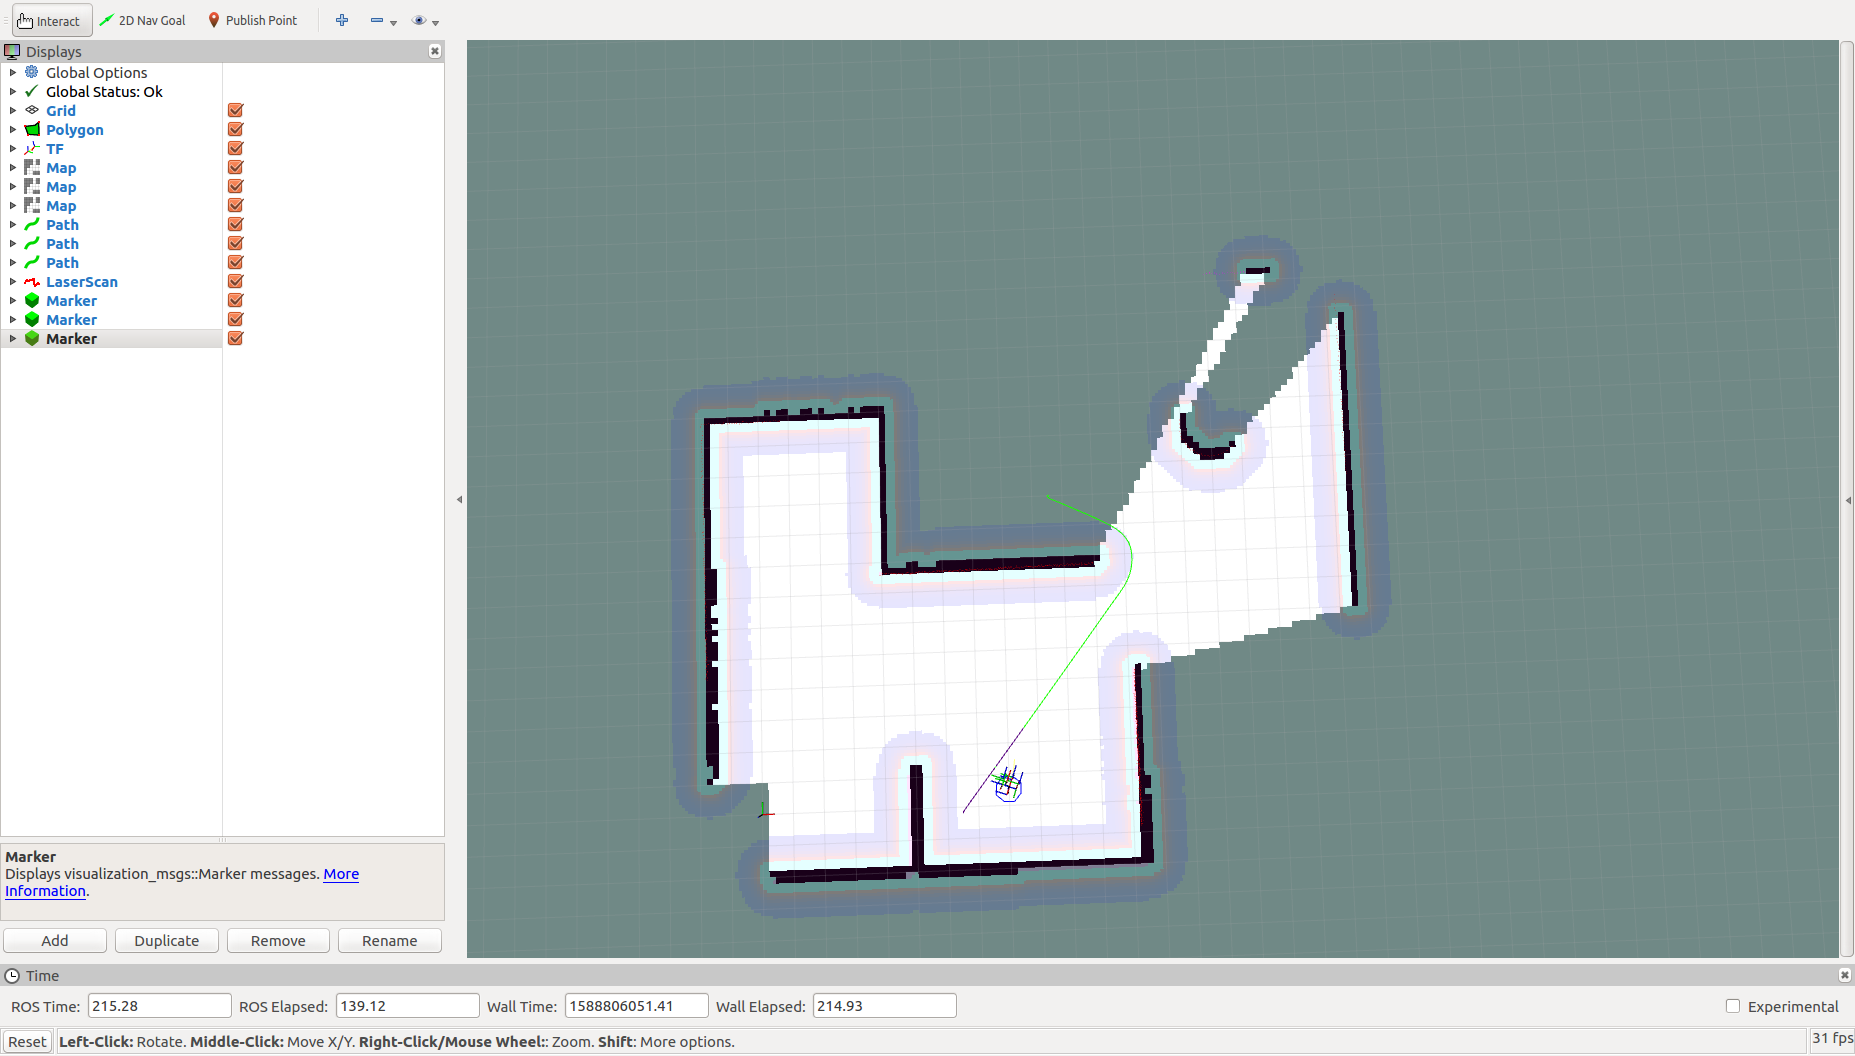 Interact 2D Nav Goal Publish Point
Displays
Global Options
Global Status: Ok
Grid
Polygon
TF
Map
Map
Map
Path
Path
Path
LaserScan
Marker
Marker
Marker
Marker
Displays visualization_msgs::Marker messages. More
Information.
Add Duplicate Remove Rename
Time
ROS Time: 215.28 ROS Elapsed: 139.12 Wall Time: 1588806051.41 Wall Elapsed: 214.93 Experimental
Reset Left-Click: Rotate. Middle-Click: Move X/Y. Right-Click/Mouse Wheel:: Zoom. Shift: More options. 31 fps